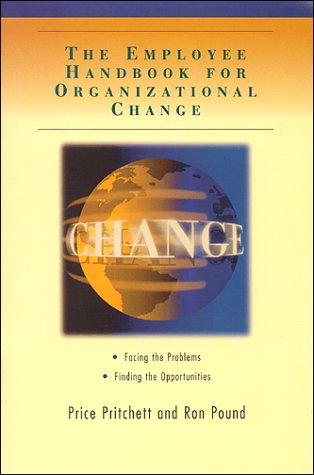 THE EMPLOYEE
HANDBOOK FOR
ORGANIZATIONAL
CHANGE
CHANGE
• Facing the Problems
• Finding the Opportunities
Price Pritchett and Ron Pound